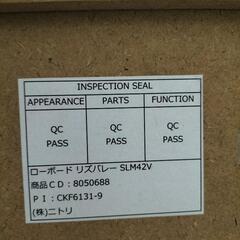 INSPECTION SEAL
APPEARANCE PARTS FUNCTION
QC QC QC
PASS PASS PASS
ローボード リズバレー SLM42V
商品CD：8050688
PI：CKF6131-9
(株)ニトリ